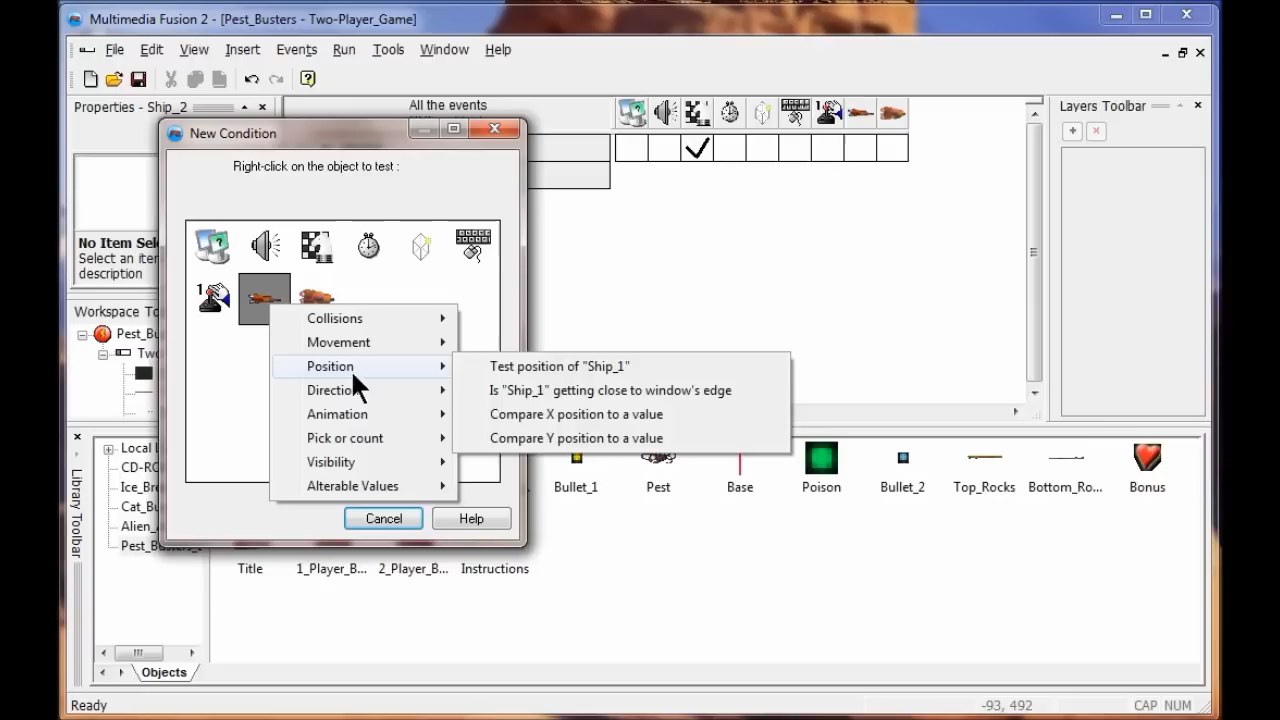 Multimedia Fusion 2 - [Pest_Busters - Two-Player_Game]
File Edit View Insert Events Run Tools Window Help
Properties - Ship_2
All the events
Layers Toolbar
New Condition
Right-click on the object to test :
No Item Sele
Select an iter
description
Workspace To
Pest_Bu
Two
1
Collisions
Movement
Position
Direction
Animation
Pick or count
Visibility
Alterable Values
Test position of "Ship_1"
Is "Ship_1" getting close to window's edge
Compare X position to a value
Compare Y position to a value
Cancel Help
Library Toolbar
Local L
CD-RO
Ice_Bre
Cat_Bu
Alien_A
Pest_Busters_
Bullet_1 Pest Base Poison Bullet_2 Top_Rocks Bottom_Ro... Bonus
Title 1_Player_B... 2_Player_B... Instructions
Objects
Ready -93, 492 CAP NUM